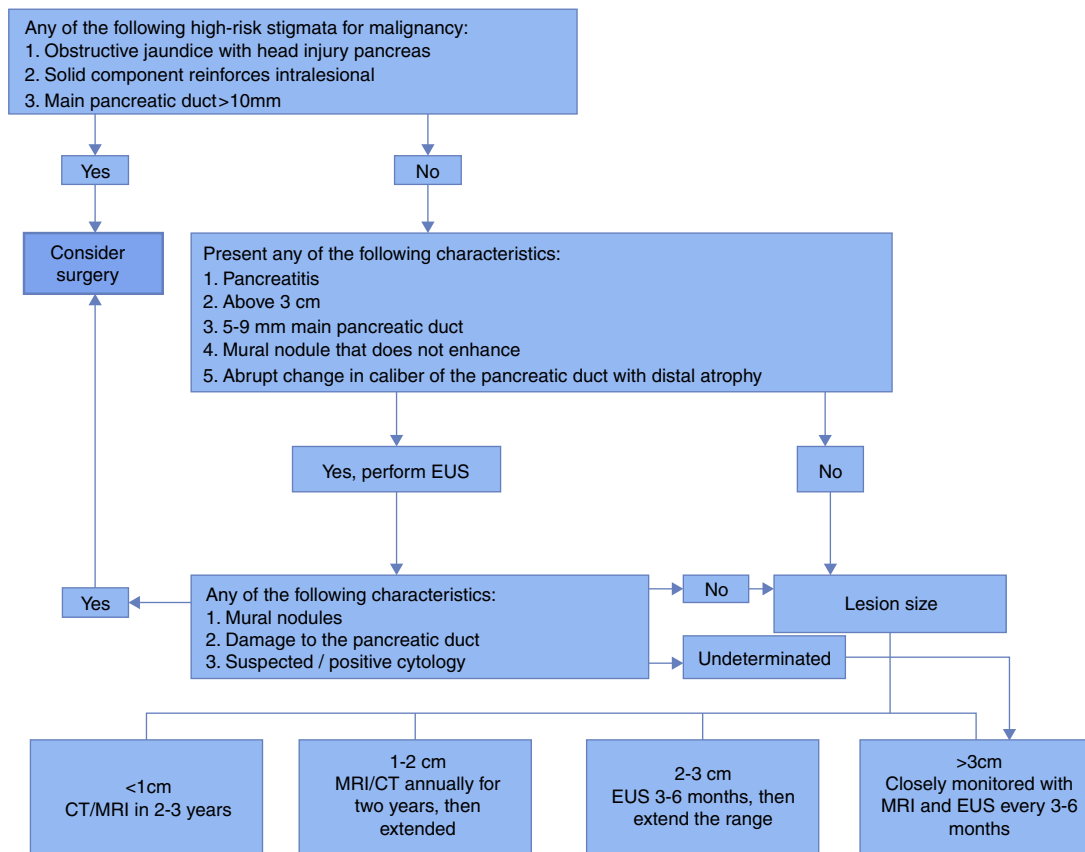 Any of the following high-risk stigmata for malignancy:
1. Obstructive jaundice with head injury pancreas
2. Solid component reinforces intralesional
3. Main pancreatic duct>10mm
Yes
No
Consider
surgery
Present any of the following characteristics:
1. Pancreatitis
2. Above 3 cm
3. 5-9 mm main pancreatic duct
4. Mural nodule that does not enhance
5. Abrupt change in caliber of the pancreatic duct with distal atrophy
Yes, perform EUS
No
Yes
Any of the following characteristics:
1. Mural nodules
2. Damage to the pancreatic duct
3. Suspected / positive cytology
No
Undeterminated
Lesion size
<1cm
CT/MRI in 2-3 years
1-2 cm
MRI/CT annually for
two years, then
extended
2-3 cm
EUS 3-6 months, then
extend the range
>3cm
Closely monitored with
MRI and EUS every 3-6
months